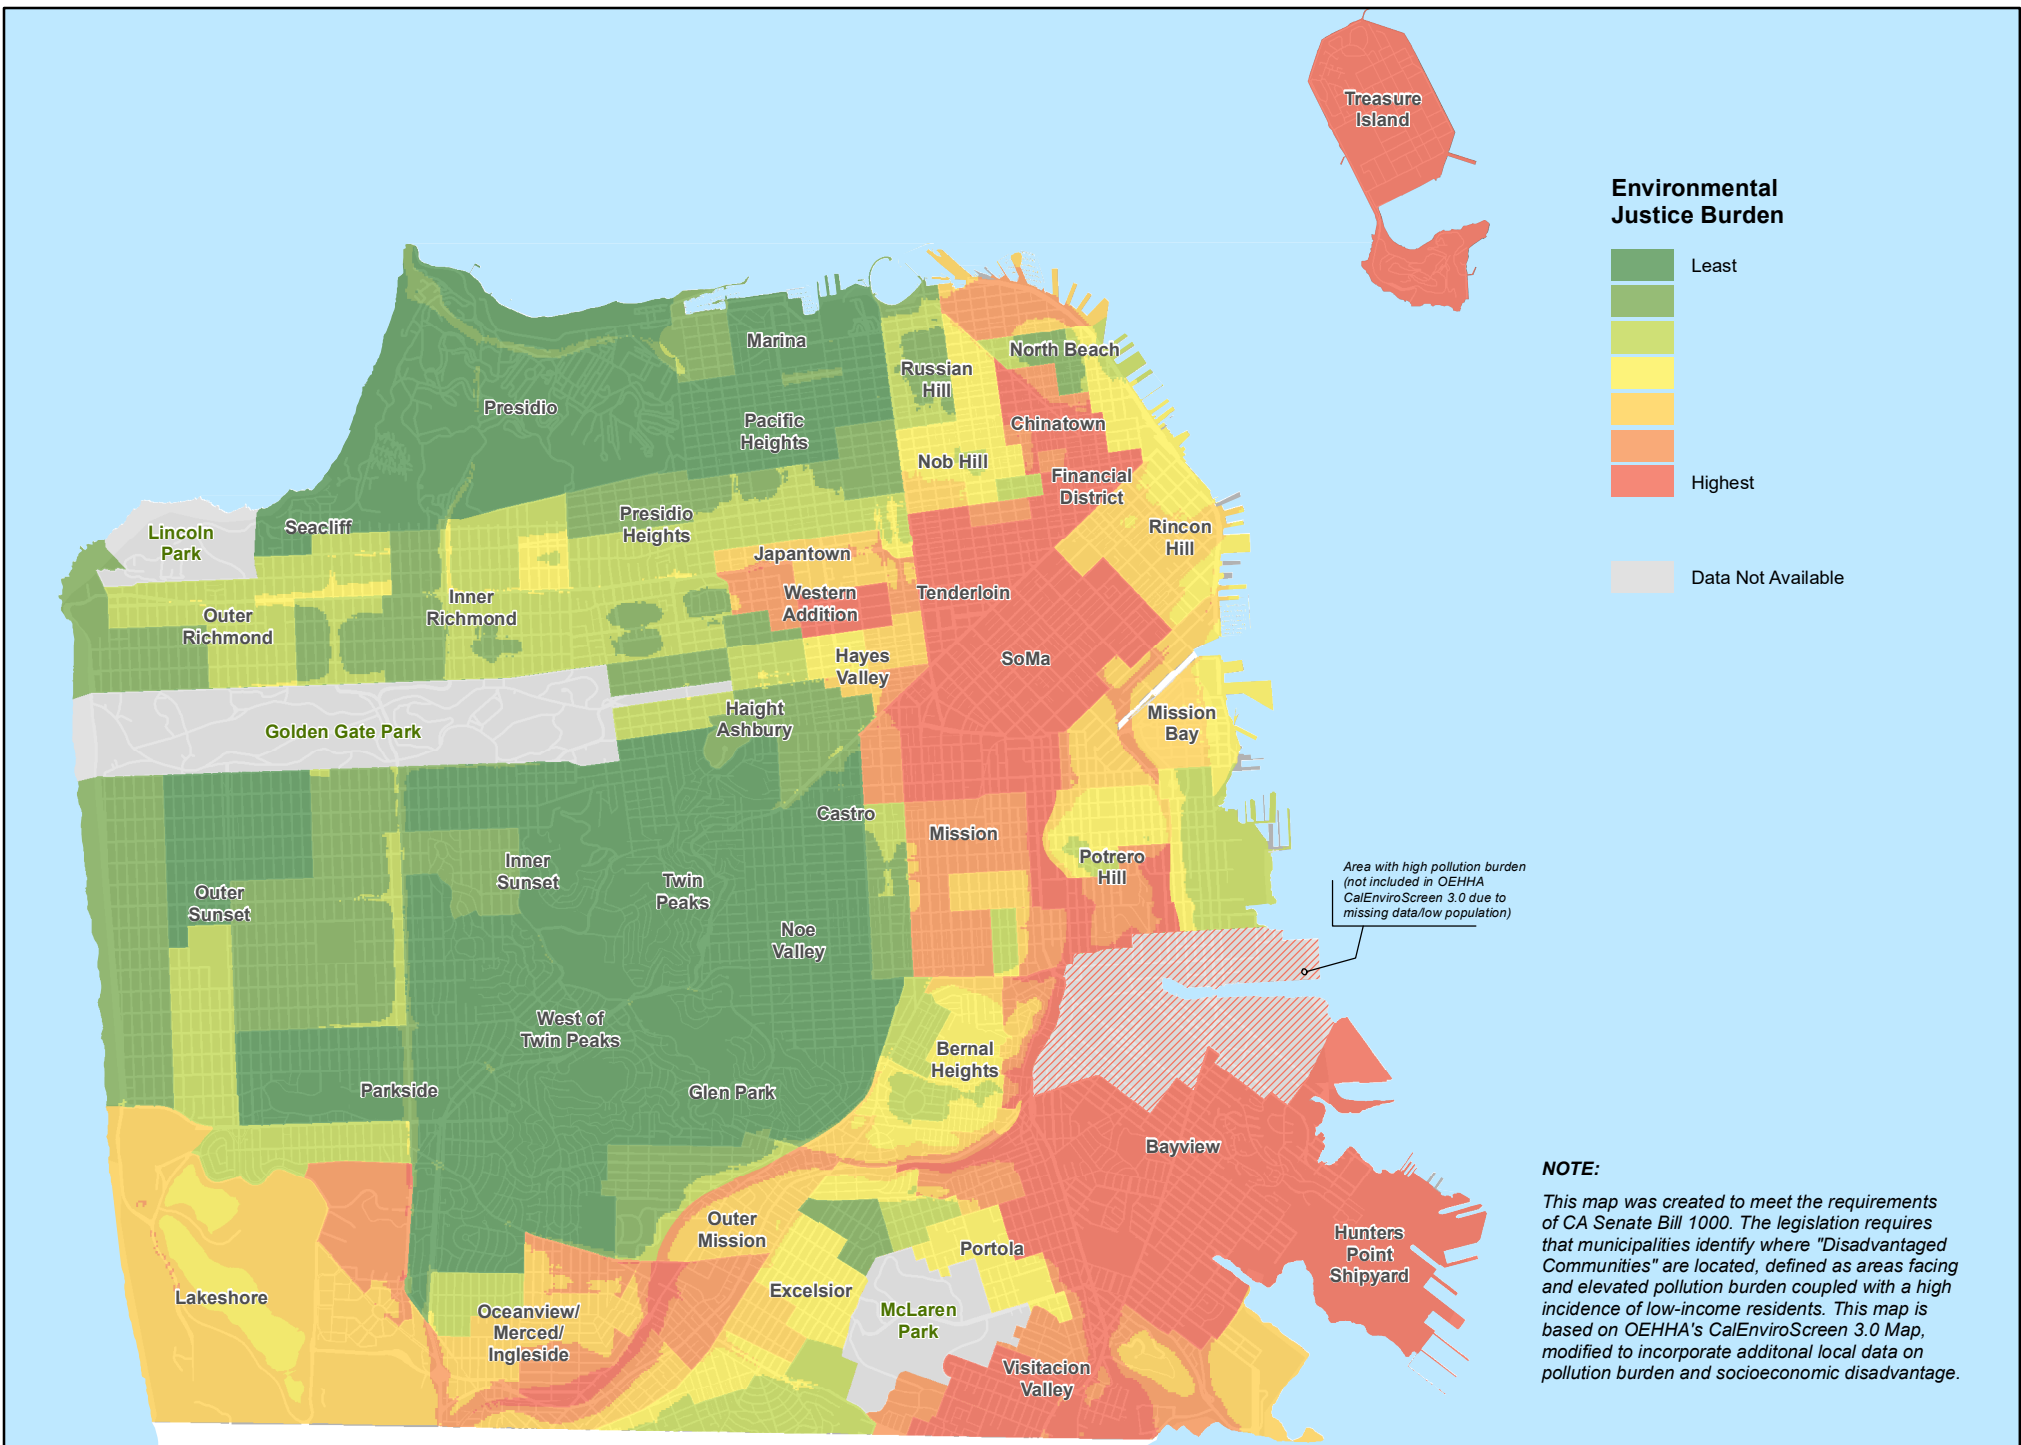 Treasure
Island
Environmental
Justice Burden
Least
Highest
Data Not Available
Marina
North Beach
Russian
Hill
Presidio
Pacific
Heights
Chinatown
Nob Hill
Financial
District
Presidio
Heights
Seacliff
Lincoln
Park
Rincon
Hill
Japantown
Western
Addition
Tenderloin
Inner
Richmond
Outer
Richmond
Hayes
Valley
SoMa
Haight
Ashbury
Mission
Bay
Golden Gate Park
Castro
Mission
Potrero
Hill
Inner
Sunset
Twin
Peaks
Outer
Sunset
Noe
Valley
Area with high pollution burden
(not included in OEHHA
CalEnviroScreen 3.0 due to
missing data/low population)
West of
Twin Peaks
Bernal
Heights
Parkside
Glen Park
Bayview
Outer
Mission
Portola
Hunters
Point
Shipyard
Lakeshore
Excelsior
McLaren
Park
Oceanview/
Merced/
Ingleside
Visitacion
Valley
NOTE:
This map was created to meet the requirements
of CA Senate Bill 1000. The legislation requires
that municipalities identify where "Disadvantaged
Communities" are located, defined as areas facing
and elevated pollution burden coupled with a high
incidence of low-income residents. This map is
based on OEHHA's CalEnviroScreen 3.0 Map,
modified to incorporate additonal local data on
pollution burden and socioeconomic disadvantage.